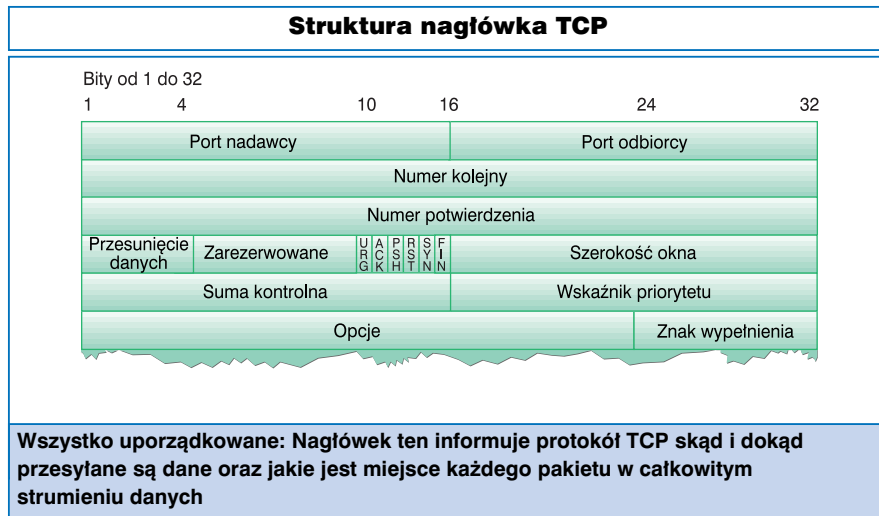 Struktura nagłówka TCP
Bity od 1 do 32
1 4 10 16 24 32
Port nadawcy Port odbiorcy
Numer kolejny
Numer potwierdzenia
Przesunięcie danych Zarezerwowane URG ACK PSH RST SYN FIN Szerokość okna
Suma kontrolna Wskaźnik priorytetu
Opcje Znak wypełnienia
Wszystko uporządkowane: Nagłówek ten informuje protokół TCP skąd i dokąd
przesyłane są dane oraz jakie jest miejsce każdego pakietu w całkowitym
strumieniu danych